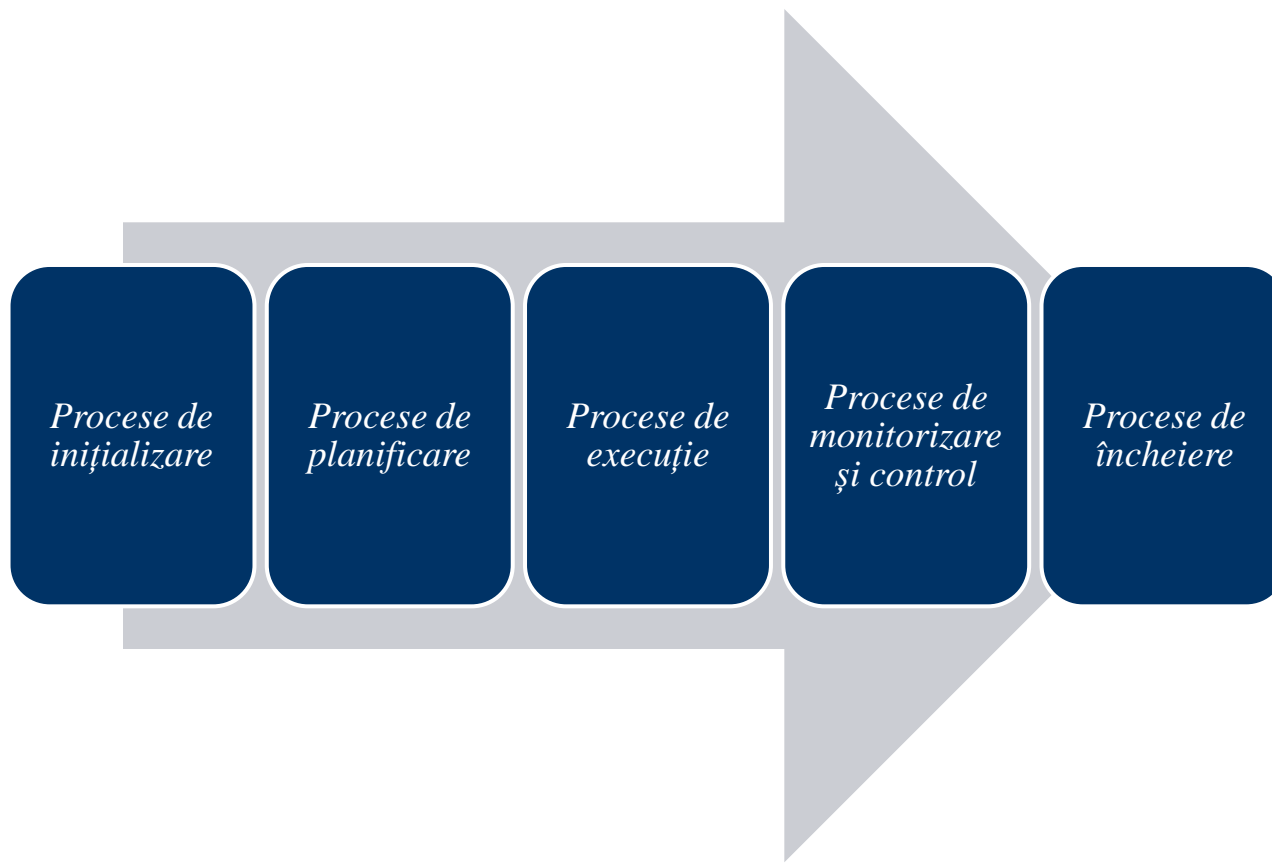 Procese de
inițializare
Procese de
planificare
Procese de
execuție
Procese de
monitorizare
și control
Procese de
încheiere